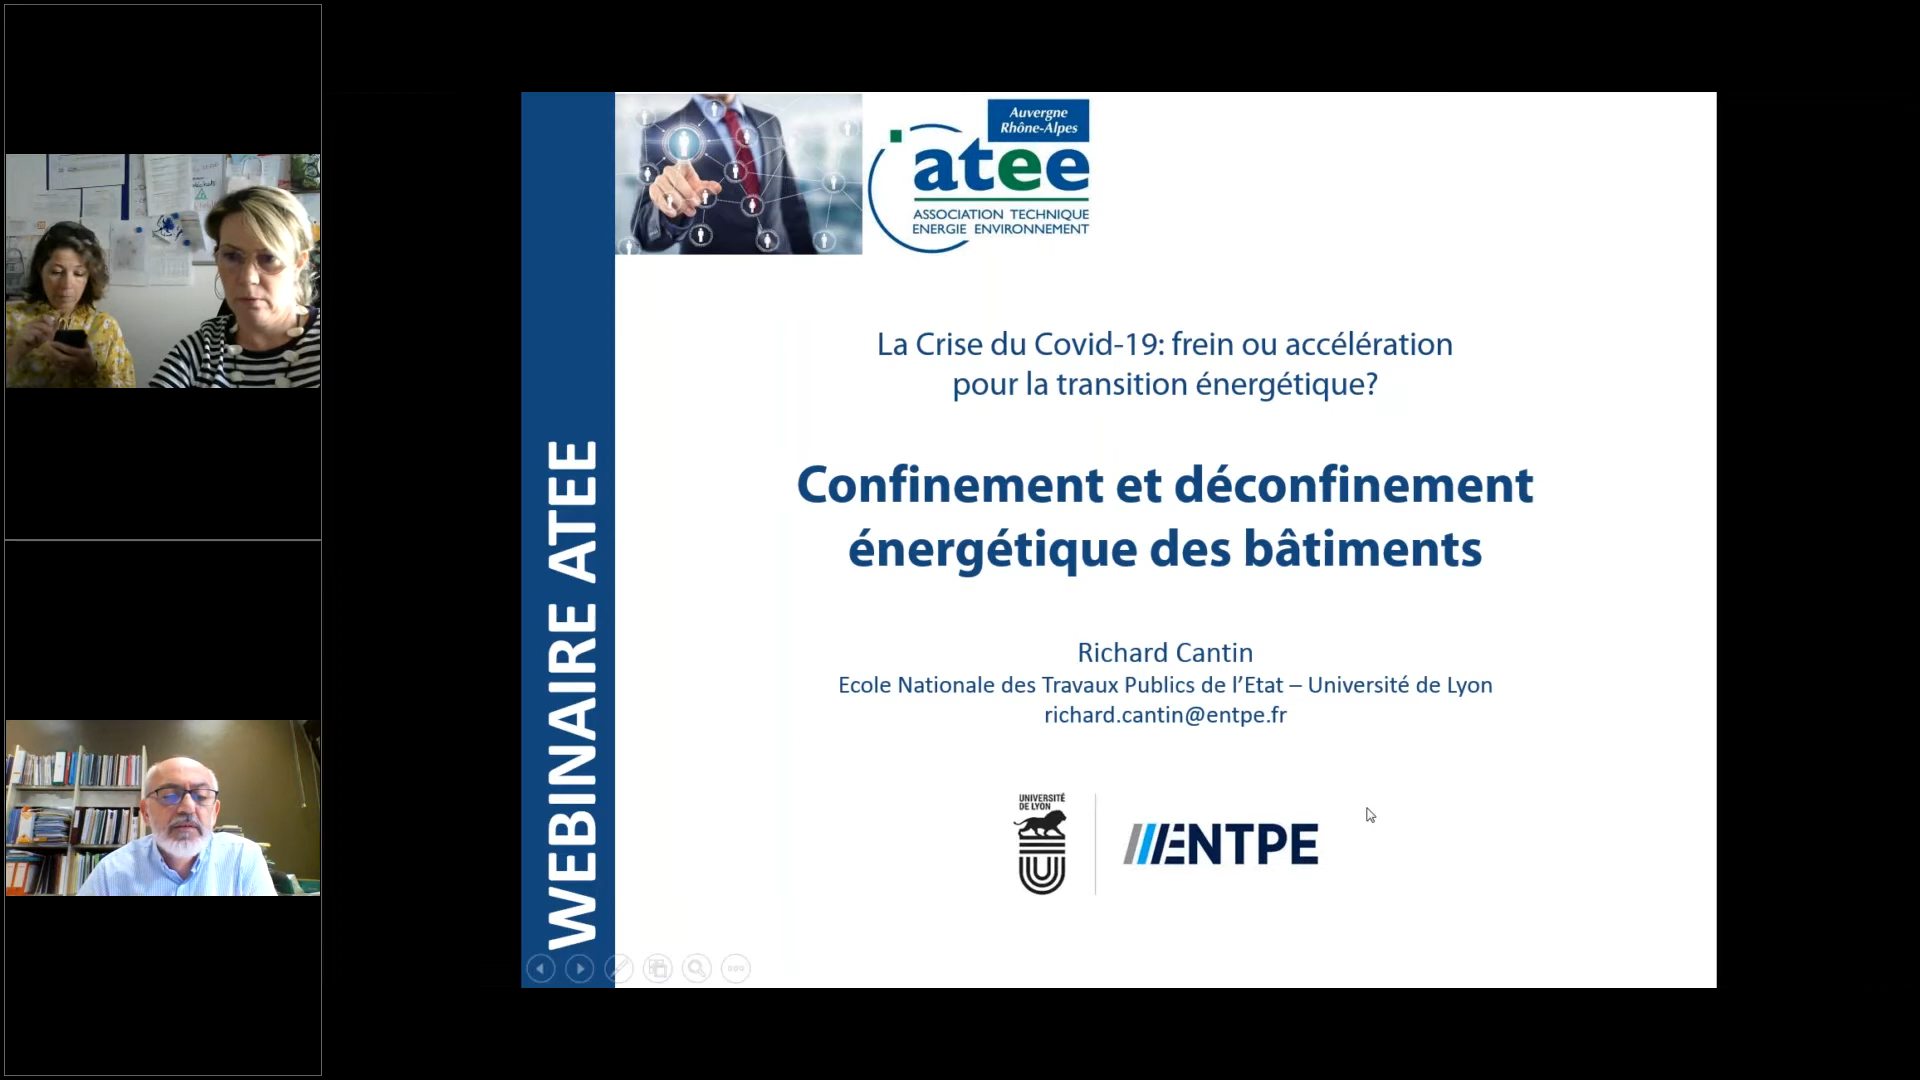 WEBINAIRE ATEE
Auvergne
Rhône-Alpes
atee
ASSOCIATION TECHNIQUE
ENERGIE ENVIRONNEMENT
La Crise du Covid-19: frein ou accélération
pour la transition énergétique?
Confinement et déconfinement
énergétique des bâtiments
Richard Cantin
Ecole Nationale des Travaux Publics de l’Etat – Université de Lyon
richard.cantin@entpe.fr
UNIVERSITÉ
DE LYON
ENTPE